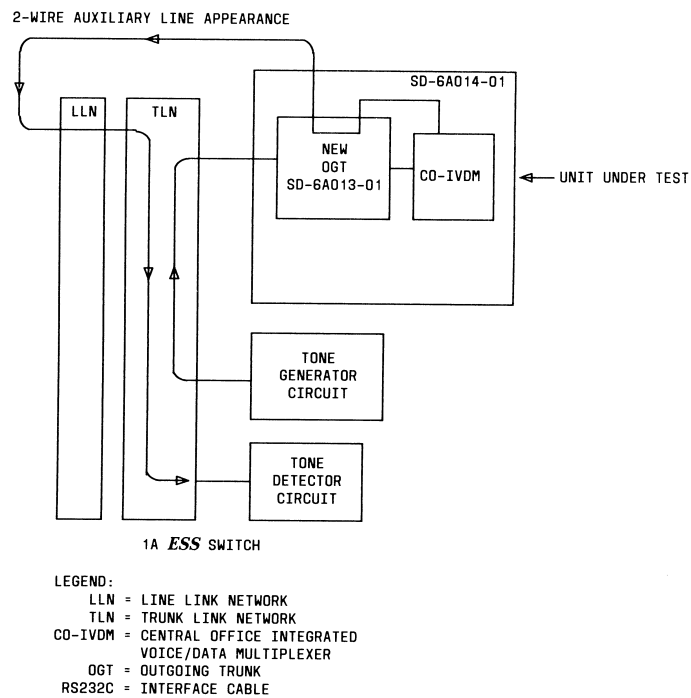 2-WIRE AUXILIARY LINE APPEARANCE
SD-6A014-01
LLN
TLN
NEW
OGT
SD-6A013-01
CO-IVDM
UNIT UNDER TEST
TONE
GENERATOR
CIRCUIT
TONE
DETECTOR
CIRCUIT
1A ESS SWITCH
LEGEND:
LLN = LINE LINK NETWORK
TLN = TRUNK LINK NETWORK
CO-IVDM = CENTRAL OFFICE INTEGRATED
VOICE/DATA MULTIPLEXER
OGT = OUTGOING TRUNK
RS232C = INTERFACE CABLE